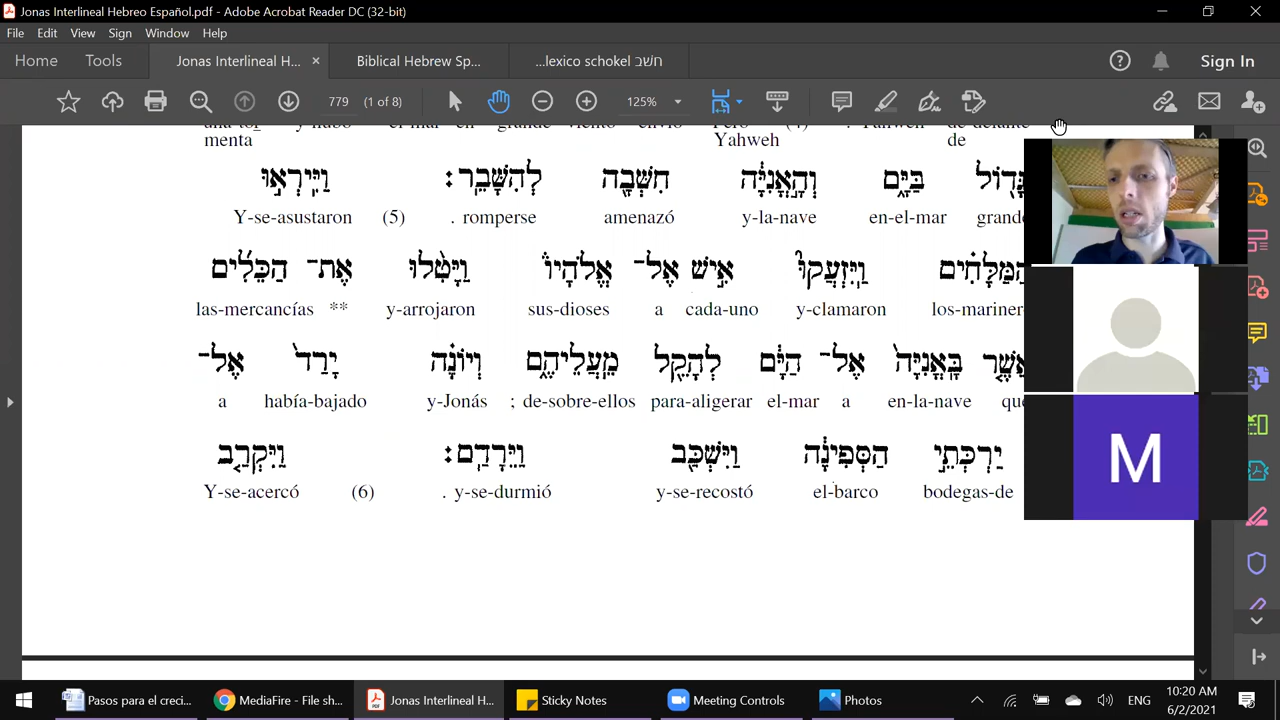 Jonas Interlineal Hebreo Español.pdf - Adobe Acrobat Reader DC (32-bit)
File Edit View Sign Window Help
Home Tools Jonas Interlineal H... × Biblical Hebrew Sp... ...lexico schokel חשׁב Sign In
779 (1 of 8) 125%
menta Yahweh de
גָּד֖וֹל בַּיָּ֑ם וְהָ֣אֳנִיָּ֔ה חִשְּׁבָ֖ה לְהִשָּׁבֵֽר׃ וַיִּֽירְא֣וּ
Y-se-asustaron (5) . romperse amenazó y-la-nave en-el-mar grande
הַמַּלָּחִ֗ים וַֽיִּזְעֲקוּ֮ אִ֣ישׁ אֶל־ אֱלֹהָיו֒ וַיָּטִ֨לוּ אֶת־ הַכֵּלִ֜ים
las-mercancías ** y-arrojaron sus-dioses a cada-uno y-clamaron los-mariner
אֲשֶׁ֤ר בָּֽאֳנִיָּה֙ אֶל־ הַיָּ֔ם לְהָקֵ֖ל מֵֽעֲלֵיהֶ֑ם וְיוֹנָ֗ה יָרַד֙ אֶל־
a había-bajado y-Jonás ; de-sobre-ellos para-aligerar el-mar a en-la-nave que
יַרְכְּתֵ֣י הַסְּפִינָ֔ה וַיִּשְׁכַּ֖ב וַיֵּרָדַֽם׃ וַיִּקְרַ֤ב
Y-se-acercó (6) . y-se-durmió y-se-recostó el-barco bodegas-de
M
Pasos para el creci... MediaFire - File sh... Jonas Interlineal H... Sticky Notes Meeting Controls Photos ENG 10:20 AM
6/2/2021